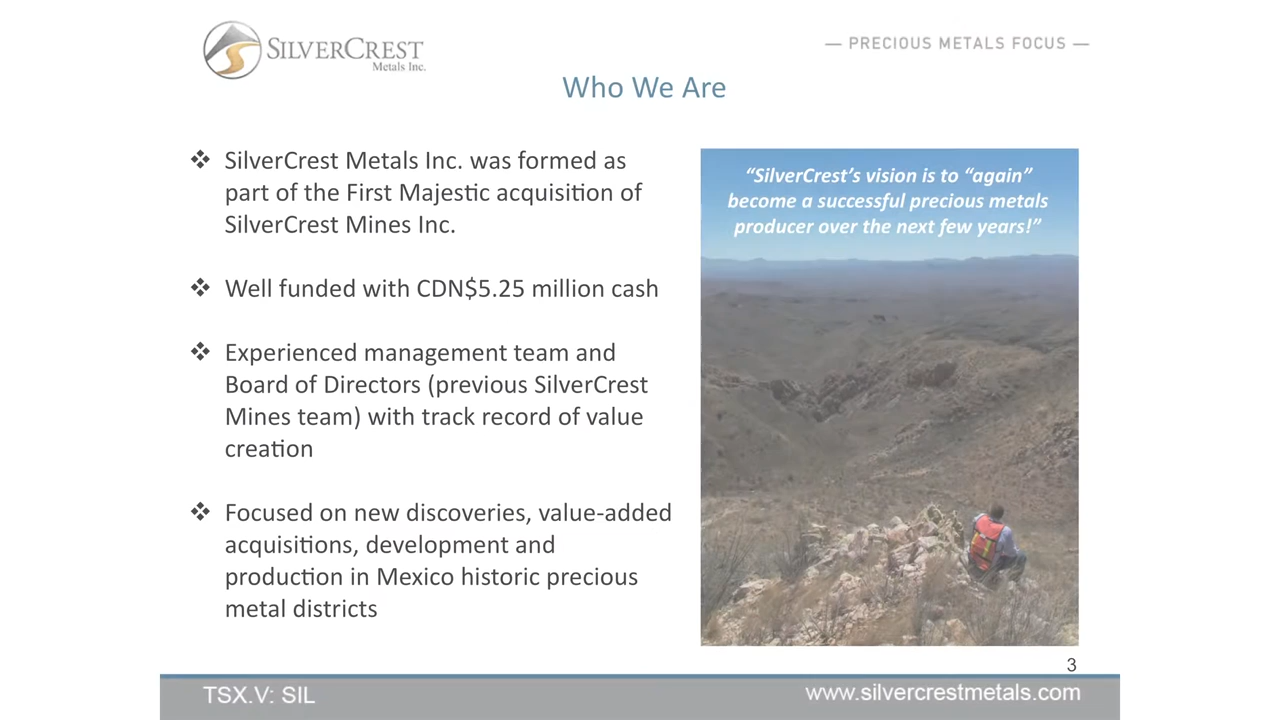 SILVERCREST
Metals Inc.
— PRECIOUS METALS FOCUS —
Who We Are
❖ SilverCrest Metals Inc. was formed as
part of the First Majestic acquisition of
SilverCrest Mines Inc.
❖ Well funded with CDN$5.25 million cash
❖ Experienced management team and
Board of Directors (previous SilverCrest
Mines team) with track record of value
creation
❖ Focused on new discoveries, value-added
acquisitions, development and
production in Mexico historic precious
metal districts
“SilverCrest’s vision is to “again”
become a successful precious metals
producer over the next few years!”
3
TSX.V: SIL
www.silvercrestmetals.com